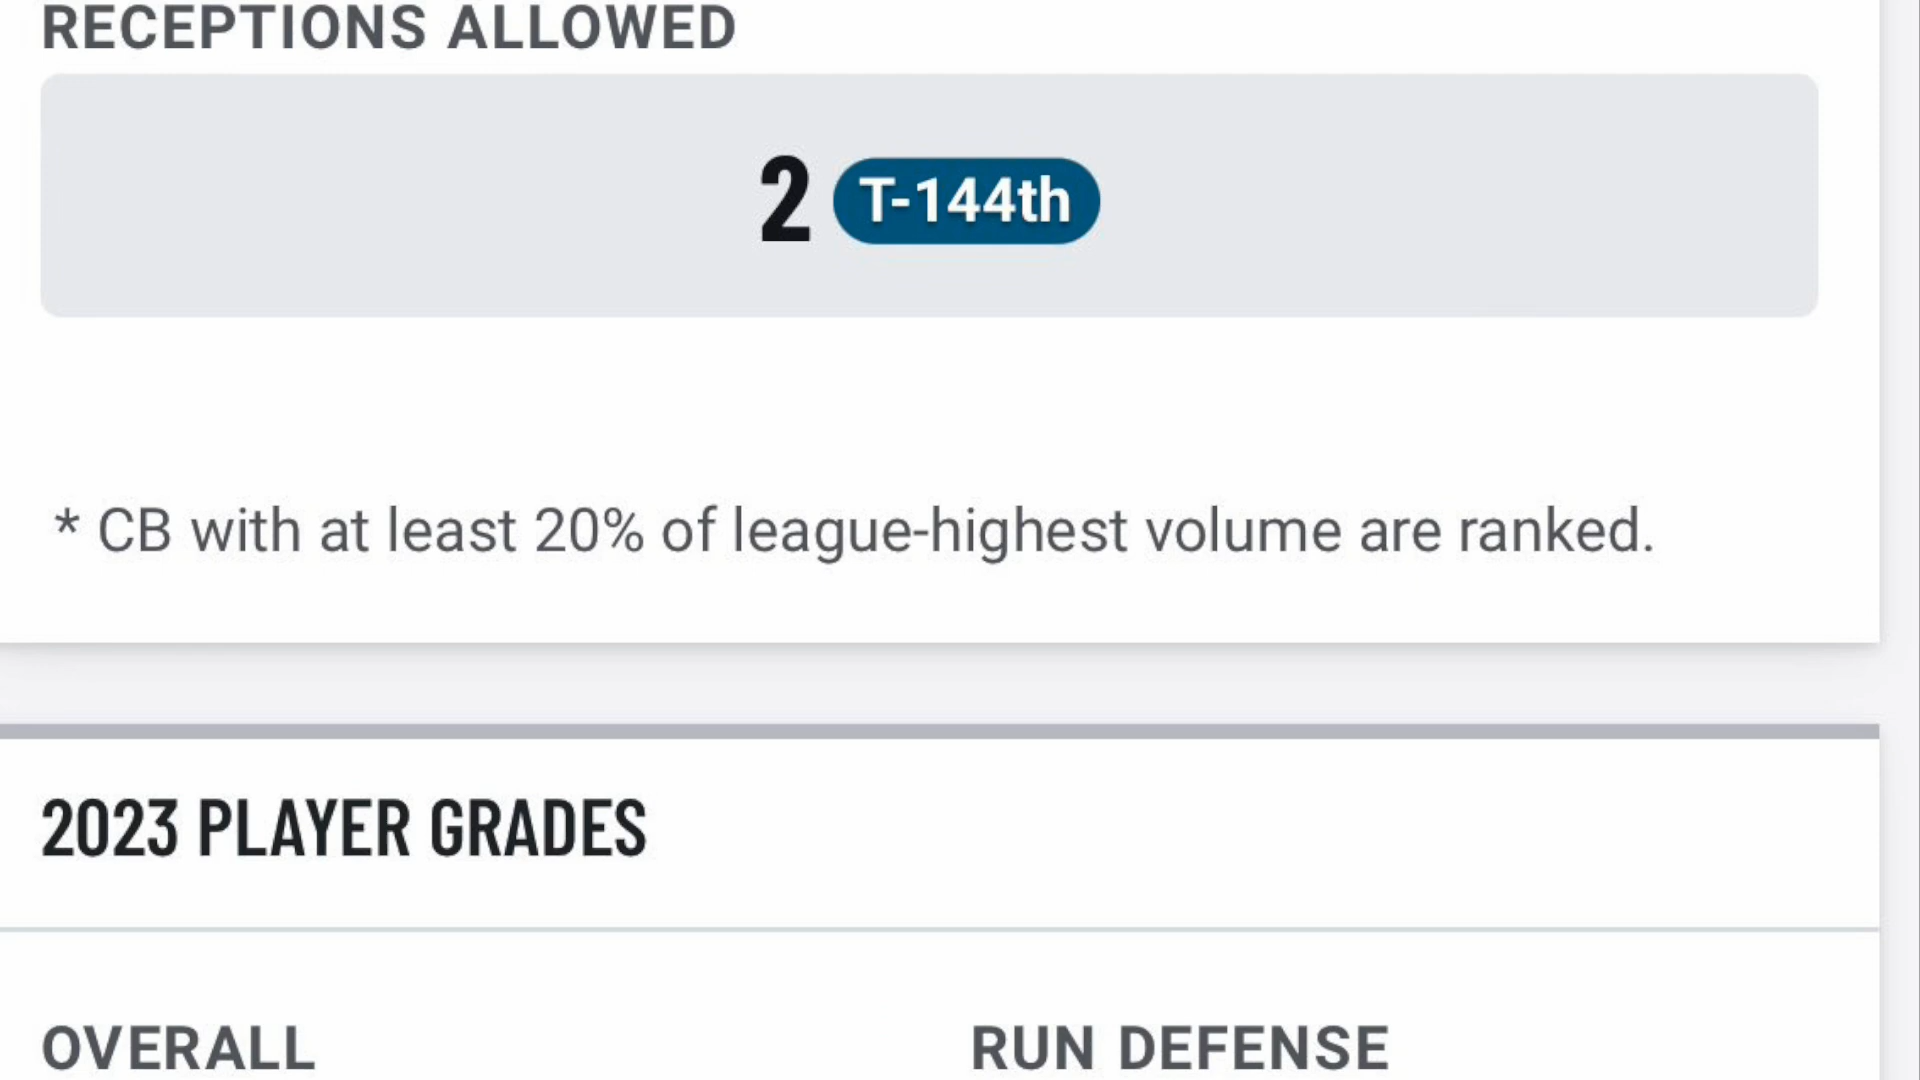 RECEPTIONS ALLOWED
2 T-144th
* CB with at least 20% of league-highest volume are ranked.
2023 PLAYER GRADES
OVERALL RUN DEFENSE